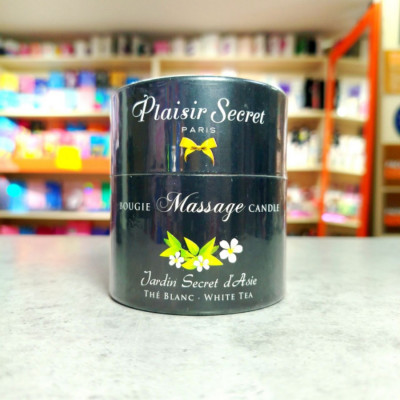 Plaisir Secret
PARIS
BOUGIE Massage CANDLE
Jardin Secret d'Asie
THÉ BLANC · WHITE TEA